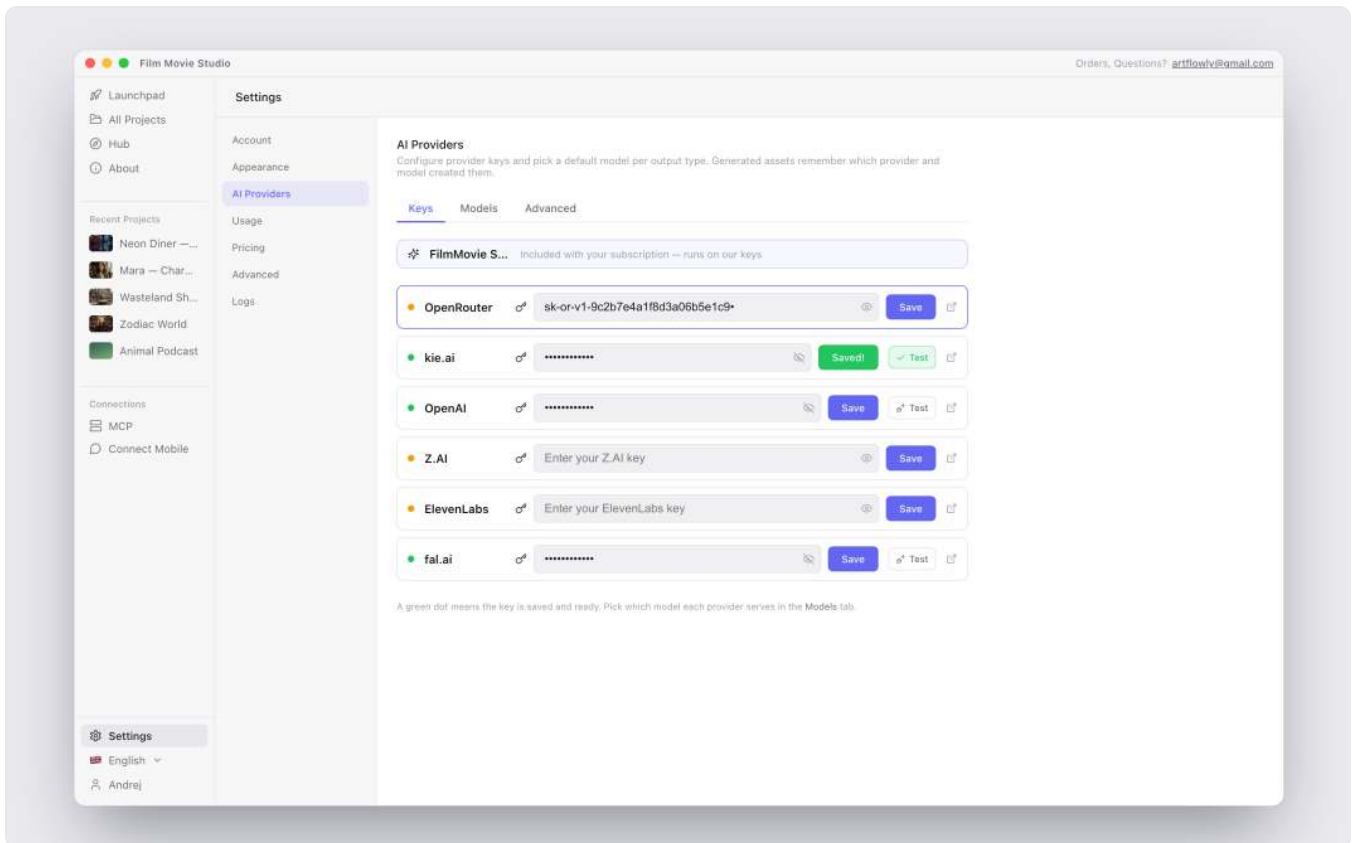 Film Movie Studio
Orders, Questions? artflowly@gmail.com
Launchpad
All Projects
Hub
About
Recent Projects
Neon Diner —...
Mara — Char...
Wasteland Sh...
Zodiac World
Animal Podcast
Connections
MCP
Connect Mobile
Settings
English
Andrej
Settings
Account
Appearance
AI Providers
Usage
Pricing
Advanced
Logs
AI Providers
Configure provider keys and pick a default model per output type. Generated assets remember which provider and
model created them.
Keys Models Advanced
FilmMovie S... Included with your subscription — runs on our keys
OpenRouter sk-or-v1-9c2b7e4a1f8d3a06b5e1c9• Save
kie.ai •••••••••••• Saved! Test
OpenAI •••••••••••• Save Test
Z.AI Enter your Z.AI key Save
ElevenLabs Enter your ElevenLabs key Save
fal.ai •••••••••••• Save Test
A green dot means the key is saved and ready. Pick which model each provider serves in the Models tab.